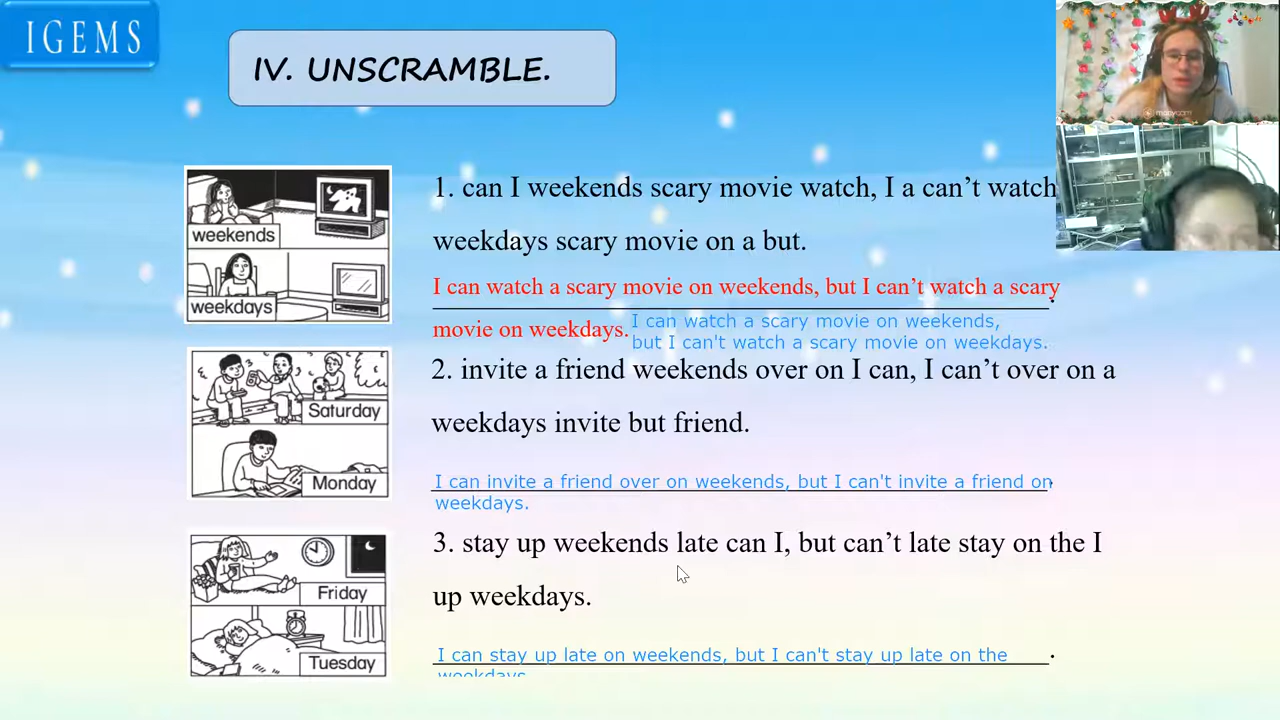 IGEMS
IV. UNSCRAMBLE.
weekends
weekdays
1. can I weekends scary movie watch, I a can’t watch
weekdays scary movie on a but.
I can watch a scary movie on weekends, but I can’t watch a scary
movie on weekdays.
I can watch a scary movie on weekends,
but I can't watch a scary movie on weekdays.
Saturday
Monday
2. invite a friend weekends over on I can, I can’t over on a
weekdays invite but friend.
I can invite a friend over on weekends, but I can't invite a friend on
weekdays.
Friday
Tuesday
3. stay up weekends late can I, but can’t late stay on the I
up weekdays.
I can stay up late on weekends, but I can't stay up late on the
weekdays